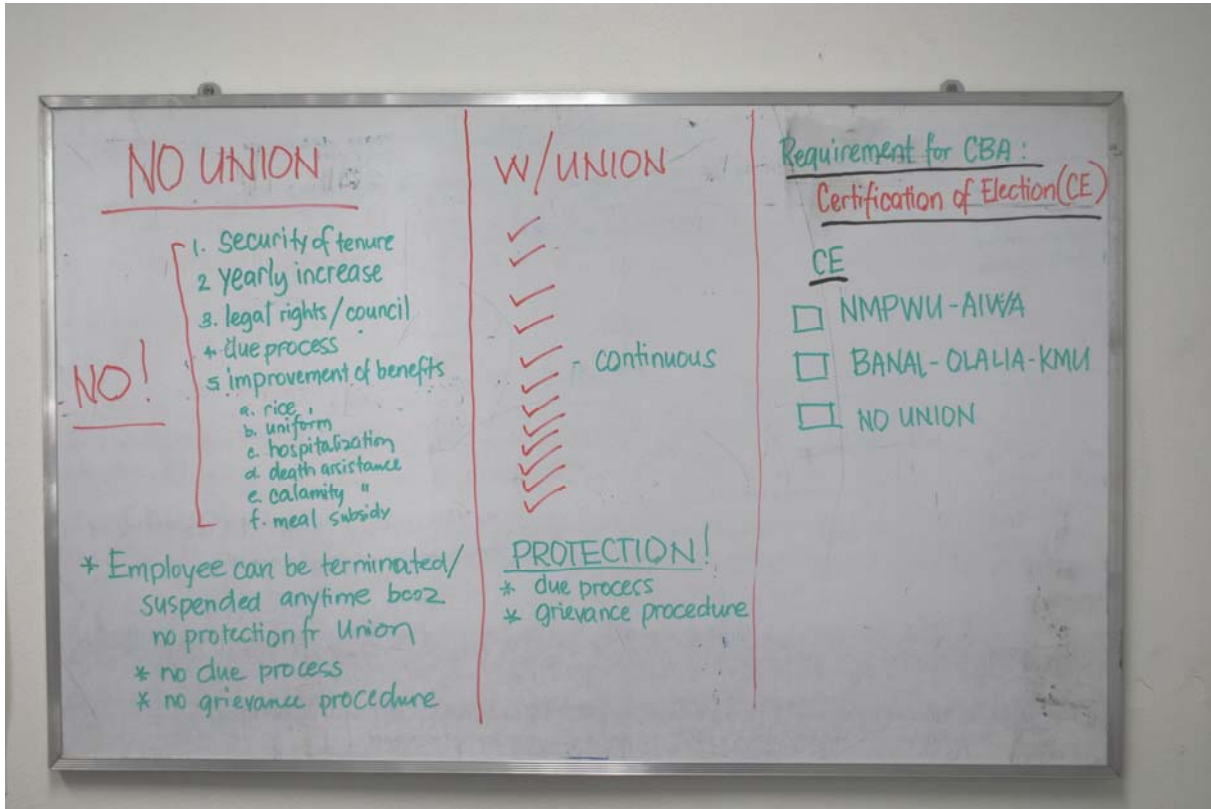 NO UNION
NO!
1. Security of tenure
2 yearly increase
3. legal rights/council
4. due process
5 improvement of benefits
a. rice
b. uniform
c. hospitalization
d. death assistance
e. calamity "
f. meal subsidy
* Employee can be terminated/
suspended anytime bcoz
no protection fr Union
* no due process
* no grievance procedure
W/UNION
- continuous
PROTECTION!
* due process
* grievance procedure
Requirement for CBA:
Certification of Election(CE)
CE
NMPWU-AIWA
BANAL-OLALIA-KMU
NO UNION